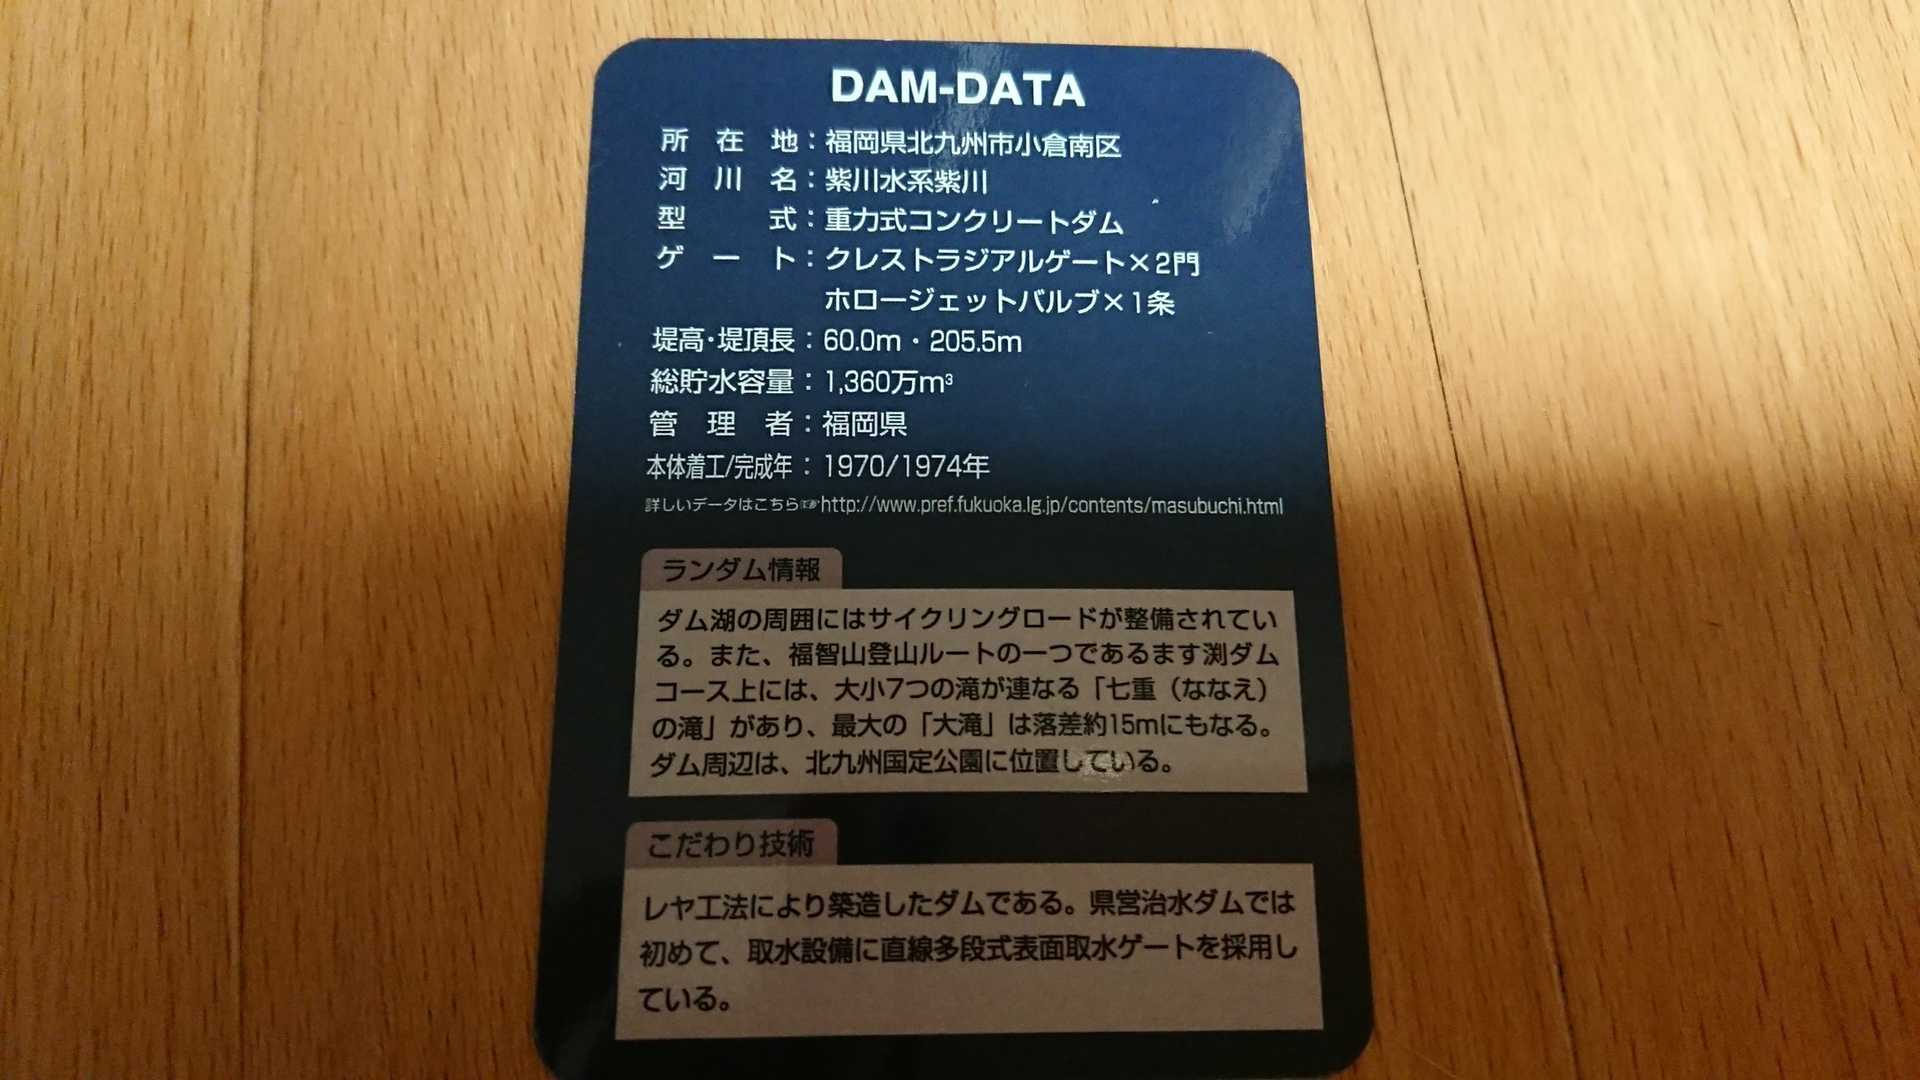 DAM-DATA
所在地：福岡県北九州市小倉南区
河川名：紫川水系紫川
型式：重力式コンクリートダム
ゲート：クレストラジアルゲート×2門
ホロージェットバルブ×1条
堤高・堤頂長：60.0m・205.5m
総貯水容量：1,360万m³
管理者：福岡県
本体着工/完成年：1970/1974年
詳しいデータはこちら☞http://www.pref.fukuoka.lg.jp/contents/masubuchi.html
ランダム情報
ダム湖の周囲にはサイクリングロードが整備されてい
る。また、福智山登山ルートの一つであるます渕ダム
コース上には、大小7つの滝が連なる「七重（ななえ）
の滝」があり、最大の「大滝」は落差約15mにもなる。
ダム周辺は、北九州国定公園に位置している。
こだわり技術
レヤ工法により築造したダムである。県営治水ダムでは
初めて、取水設備に直線多段式表面取水ゲートを採用し
ている。